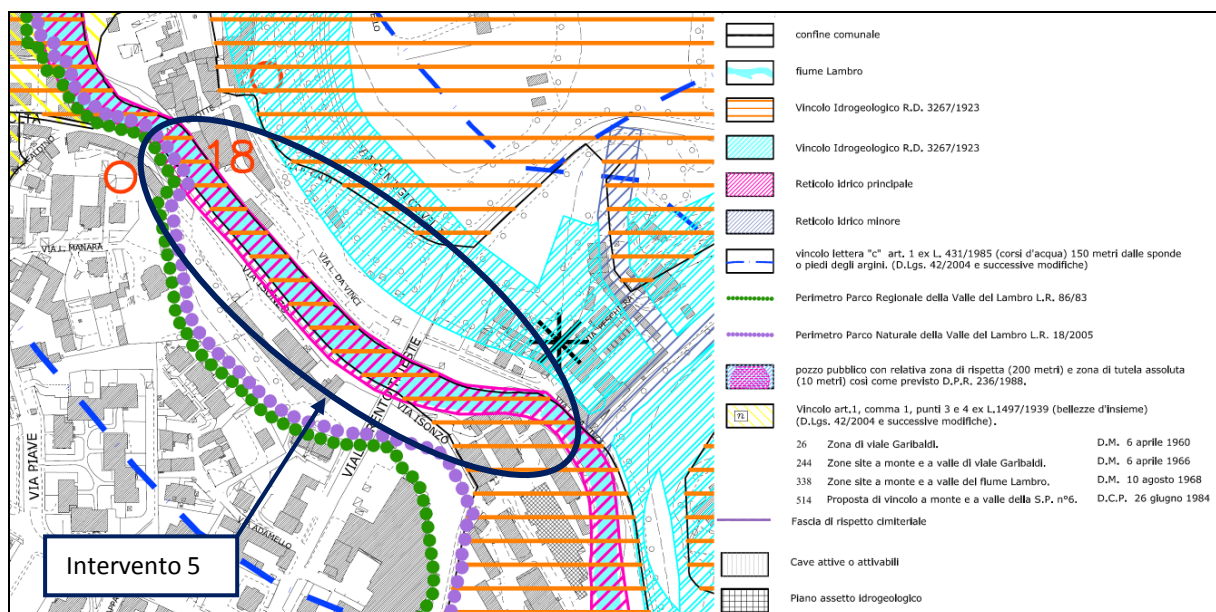 18
VIA L. MANARA
VIA ISONZO
VIA L. DA VINCI
VIA ISONZO
VIA PIAVE
VIA ADAMELLO
Intervento 5
confine comunale
fiume Lambro
Vincolo Idrogeologico R.D. 3267/1923
Vincolo Idrogeologico R.D. 3267/1923
Reticolo idrico principale
Reticolo idrico minore
vincolo lettera "c" art. 1 ex L. 431/1985 (corsi d'acqua) 150 metri dalle sponde
o piedi degli argini. (D.Lgs. 42/2004 e successive modifiche)
Perimetro Parco Regionale della Valle del Lambro L.R. 86/83
Perimetro Parco Naturale della Valle del Lambro L.R. 18/2005
pozzo pubblico con relativa zona di rispetta (200 metri) e zona di tutela assoluta
(10 metri) così come previsto D.P.R. 236/1988.
71
Vincolo art.1, comma 1, punti 3 e 4 ex L.1497/1939 (bellezze d'insieme)
(D.Lgs. 42/2004 e successive modifiche).
26 Zona di viale Garibaldi. D.M. 6 aprile 1960
244 Zone site a monte e a valle di viale Garibaldi. D.M. 6 aprile 1966
338 Zone site a monte e a valle del fiume Lambro. D.M. 10 agosto 1968
514 Proposta di vincolo a monte e a valle della S.P. n°6. D.C.P. 26 giugno 1984
Fascia di rispetto cimiteriale
Cave attive o attivabili
Piano assetto idrogeologico